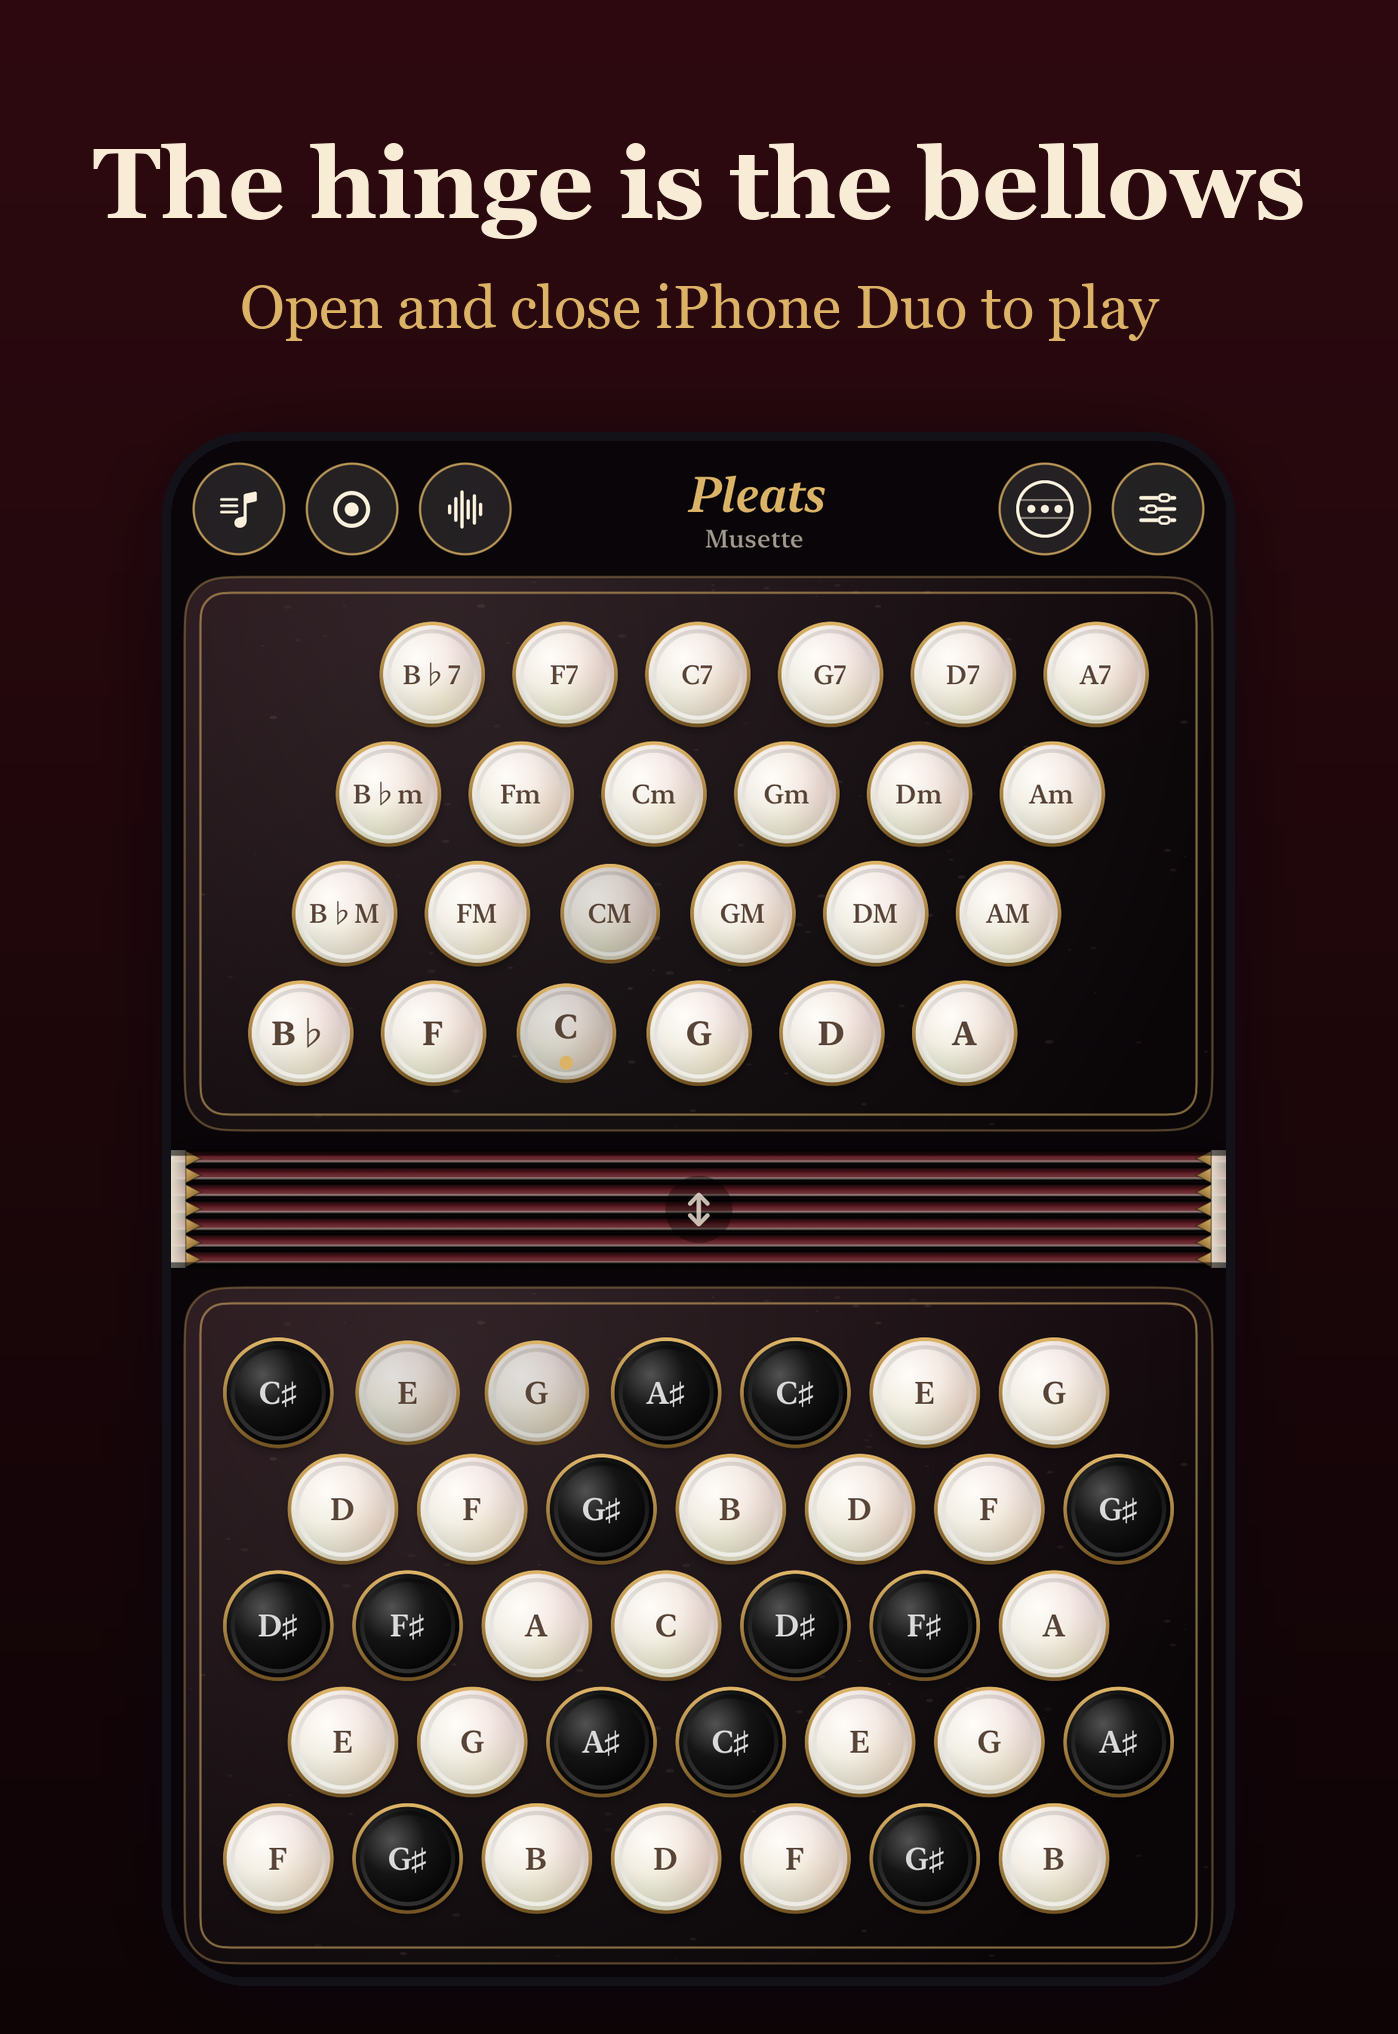 The hinge is the bellows
Open and close iPhone Duo to play
Pleats
Musette
B♭7 F7 C7 G7 D7 A7
B♭m Fm Cm Gm Dm Am
B♭M FM CM GM DM AM
B♭ F C G D A
C♯ E G A♯ C♯ E G
D F G♯ B D F G♯
D♯ F♯ A C D♯ F♯ A
E G A♯ C♯ E G A♯
F G♯ B D F G♯ B